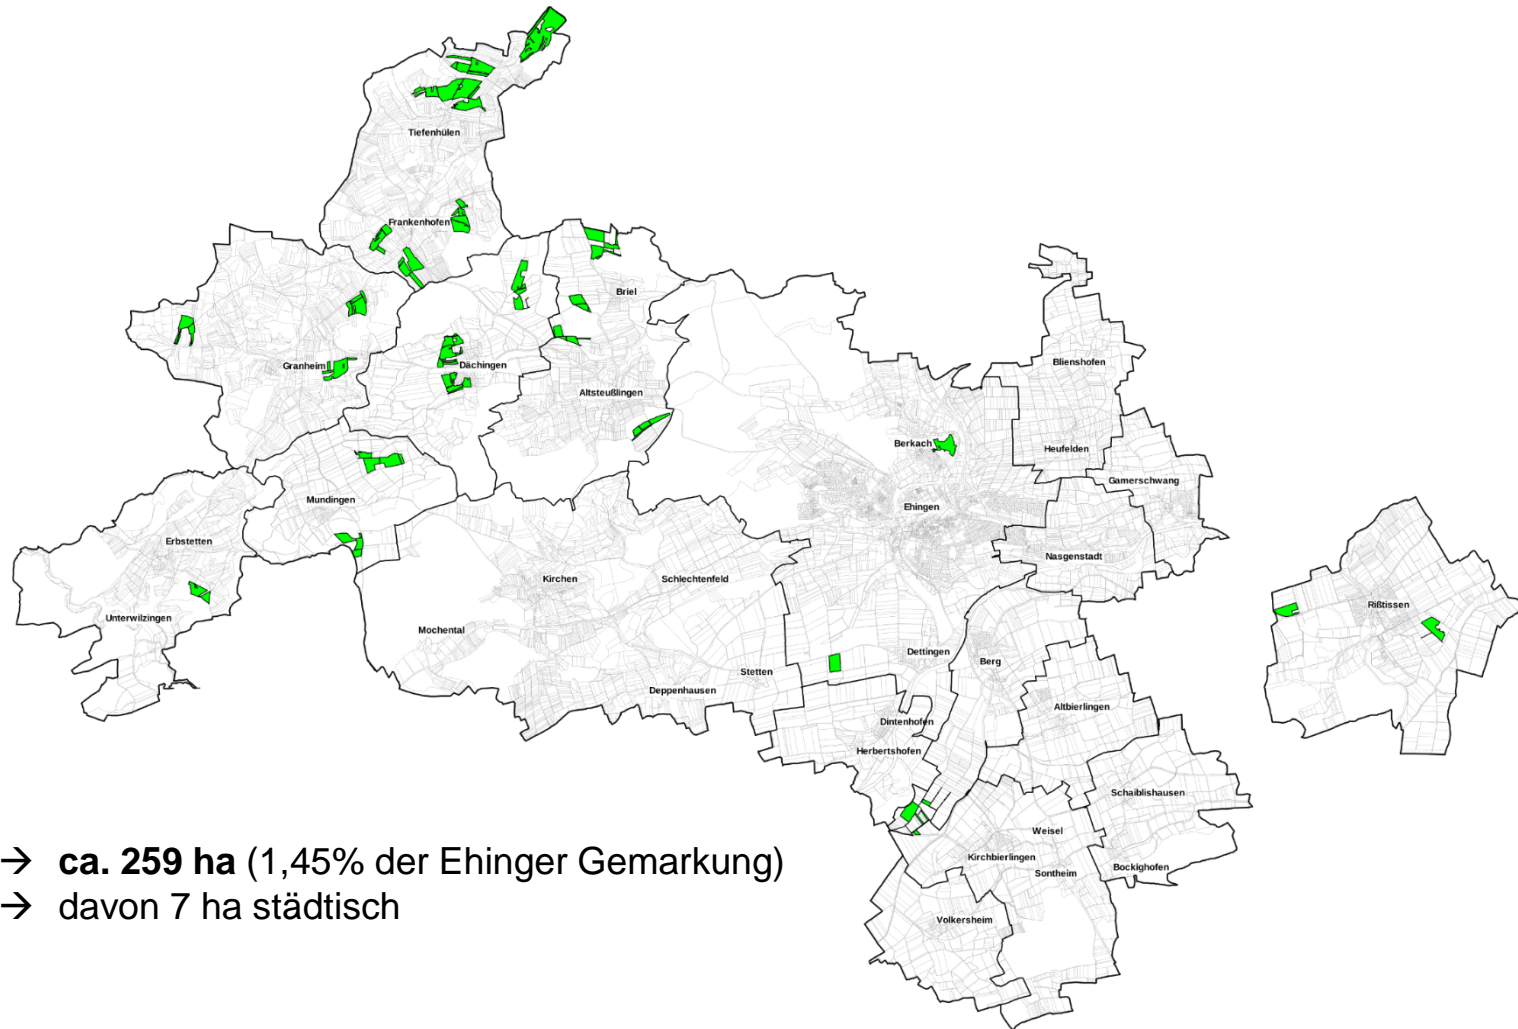 Tiefenhülen
Frankenhofen
Briel
Granheim
Dächingen
Altsteußlingen
Blienshofen
Berkach
Heufelden
Gamerschwang
Mundingen
Ehingen
Erbstetten
Nasgenstadt
Kirchen
Schlechtenfeld
Rißtissen
Unterwilzingen
Mochental
Dettingen
Berg
Stetten
Deppenhausen
Altbierlingen
Dintenhofen
Herbertshofen
Schaiblishausen
Weisel
Kirchbierlingen
Sontheim
Bockighofen
Volkersheim
→ ca. 259 ha (1,45% der Ehinger Gemarkung)
→ davon 7 ha städtisch